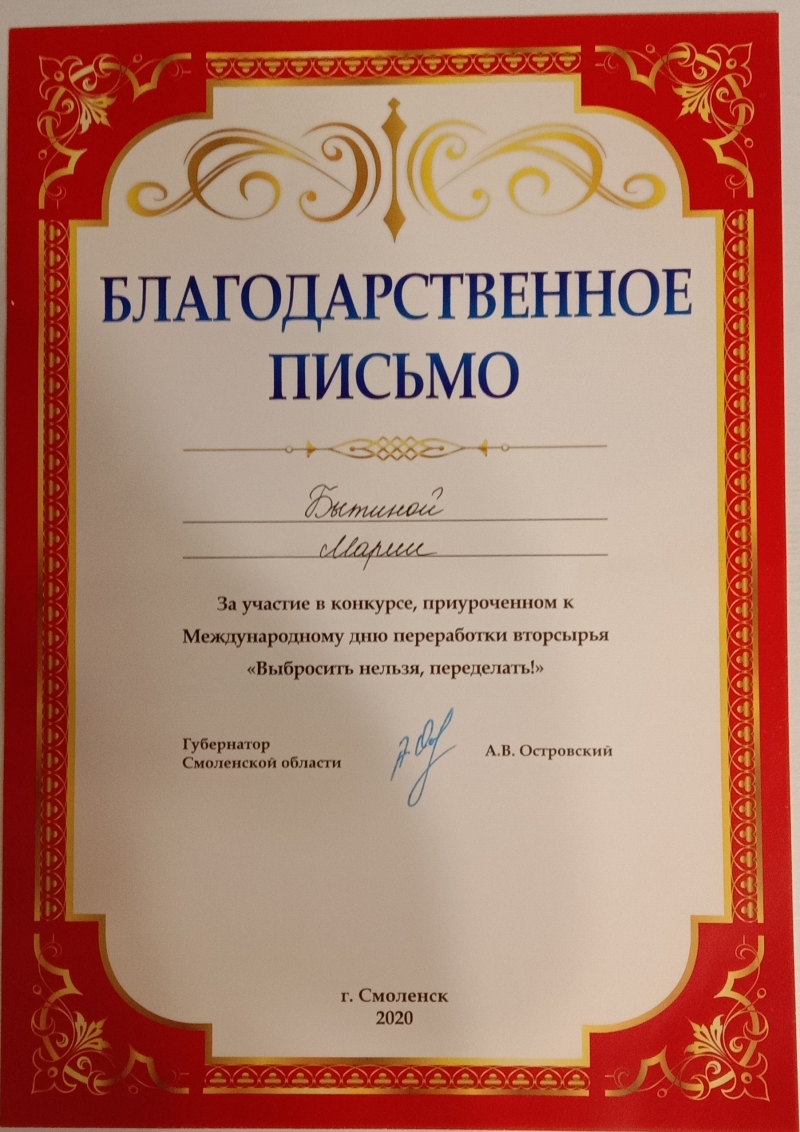 БЛАГОДАРСТВЕННОЕ
ПИСЬМО
Бытиной
Марии
За участие в конкурсе, приуроченном к
Международному дню переработки вторсырья
«Выбросить нельзя, переделать!»
Губернатор
Смоленской области
А.В. Островский
г. Смоленск
2020